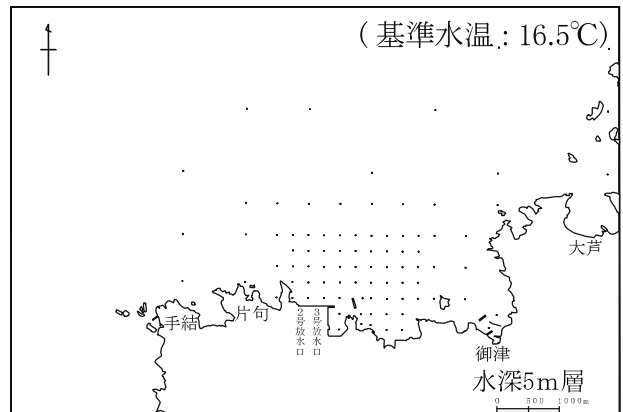 (基準水温：16.5℃)
大芦
手結
片句
2号放水口
3号放水口
御津
水深5m層
0 500 1000m